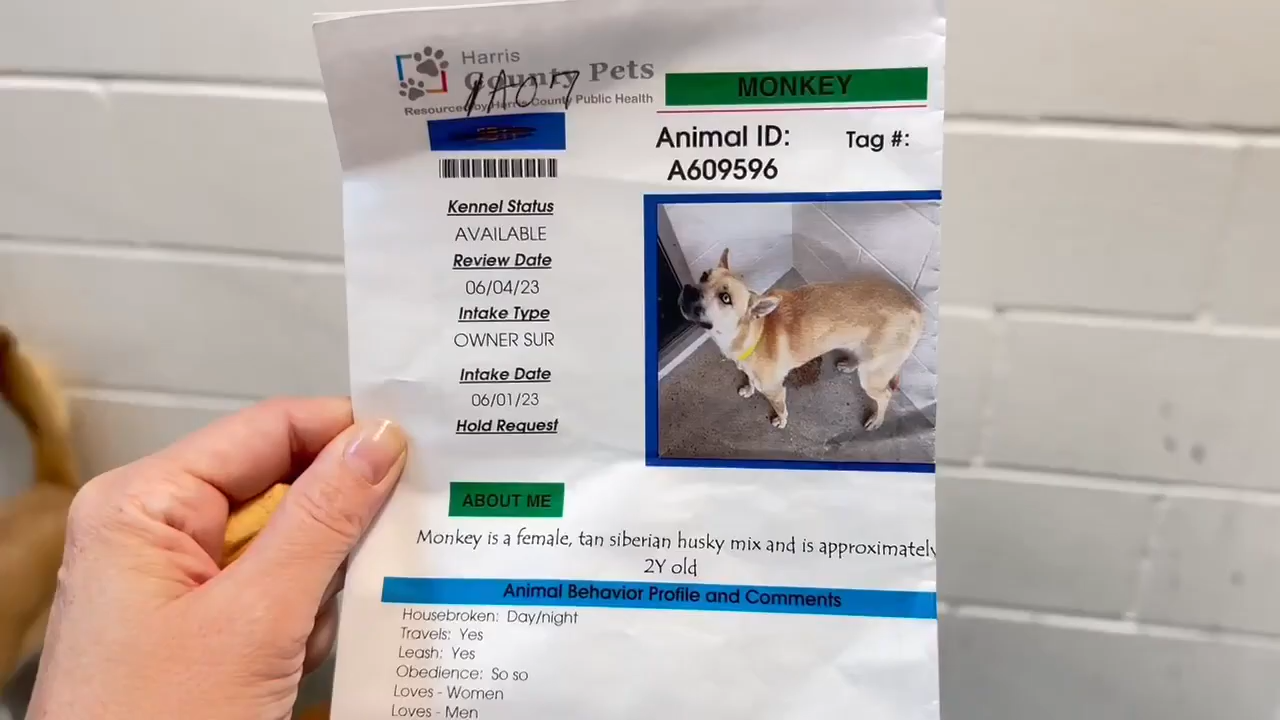 Harris
County Pets
Resourced by Harris County Public Health
1A07
MONKEY
Animal ID:
A609596
Tag #:
Kennel Status
AVAILABLE
Review Date
06/04/23
Intake Type
OWNER SUR
Intake Date
06/01/23
Hold Request
ABOUT ME
Monkey is a female, tan siberian husky mix and is approximately
2Y old
Animal Behavior Profile and Comments
Housebroken: Day/night
Travels: Yes
Leash: Yes
Obedience: So so
Loves - Women
Loves - Men